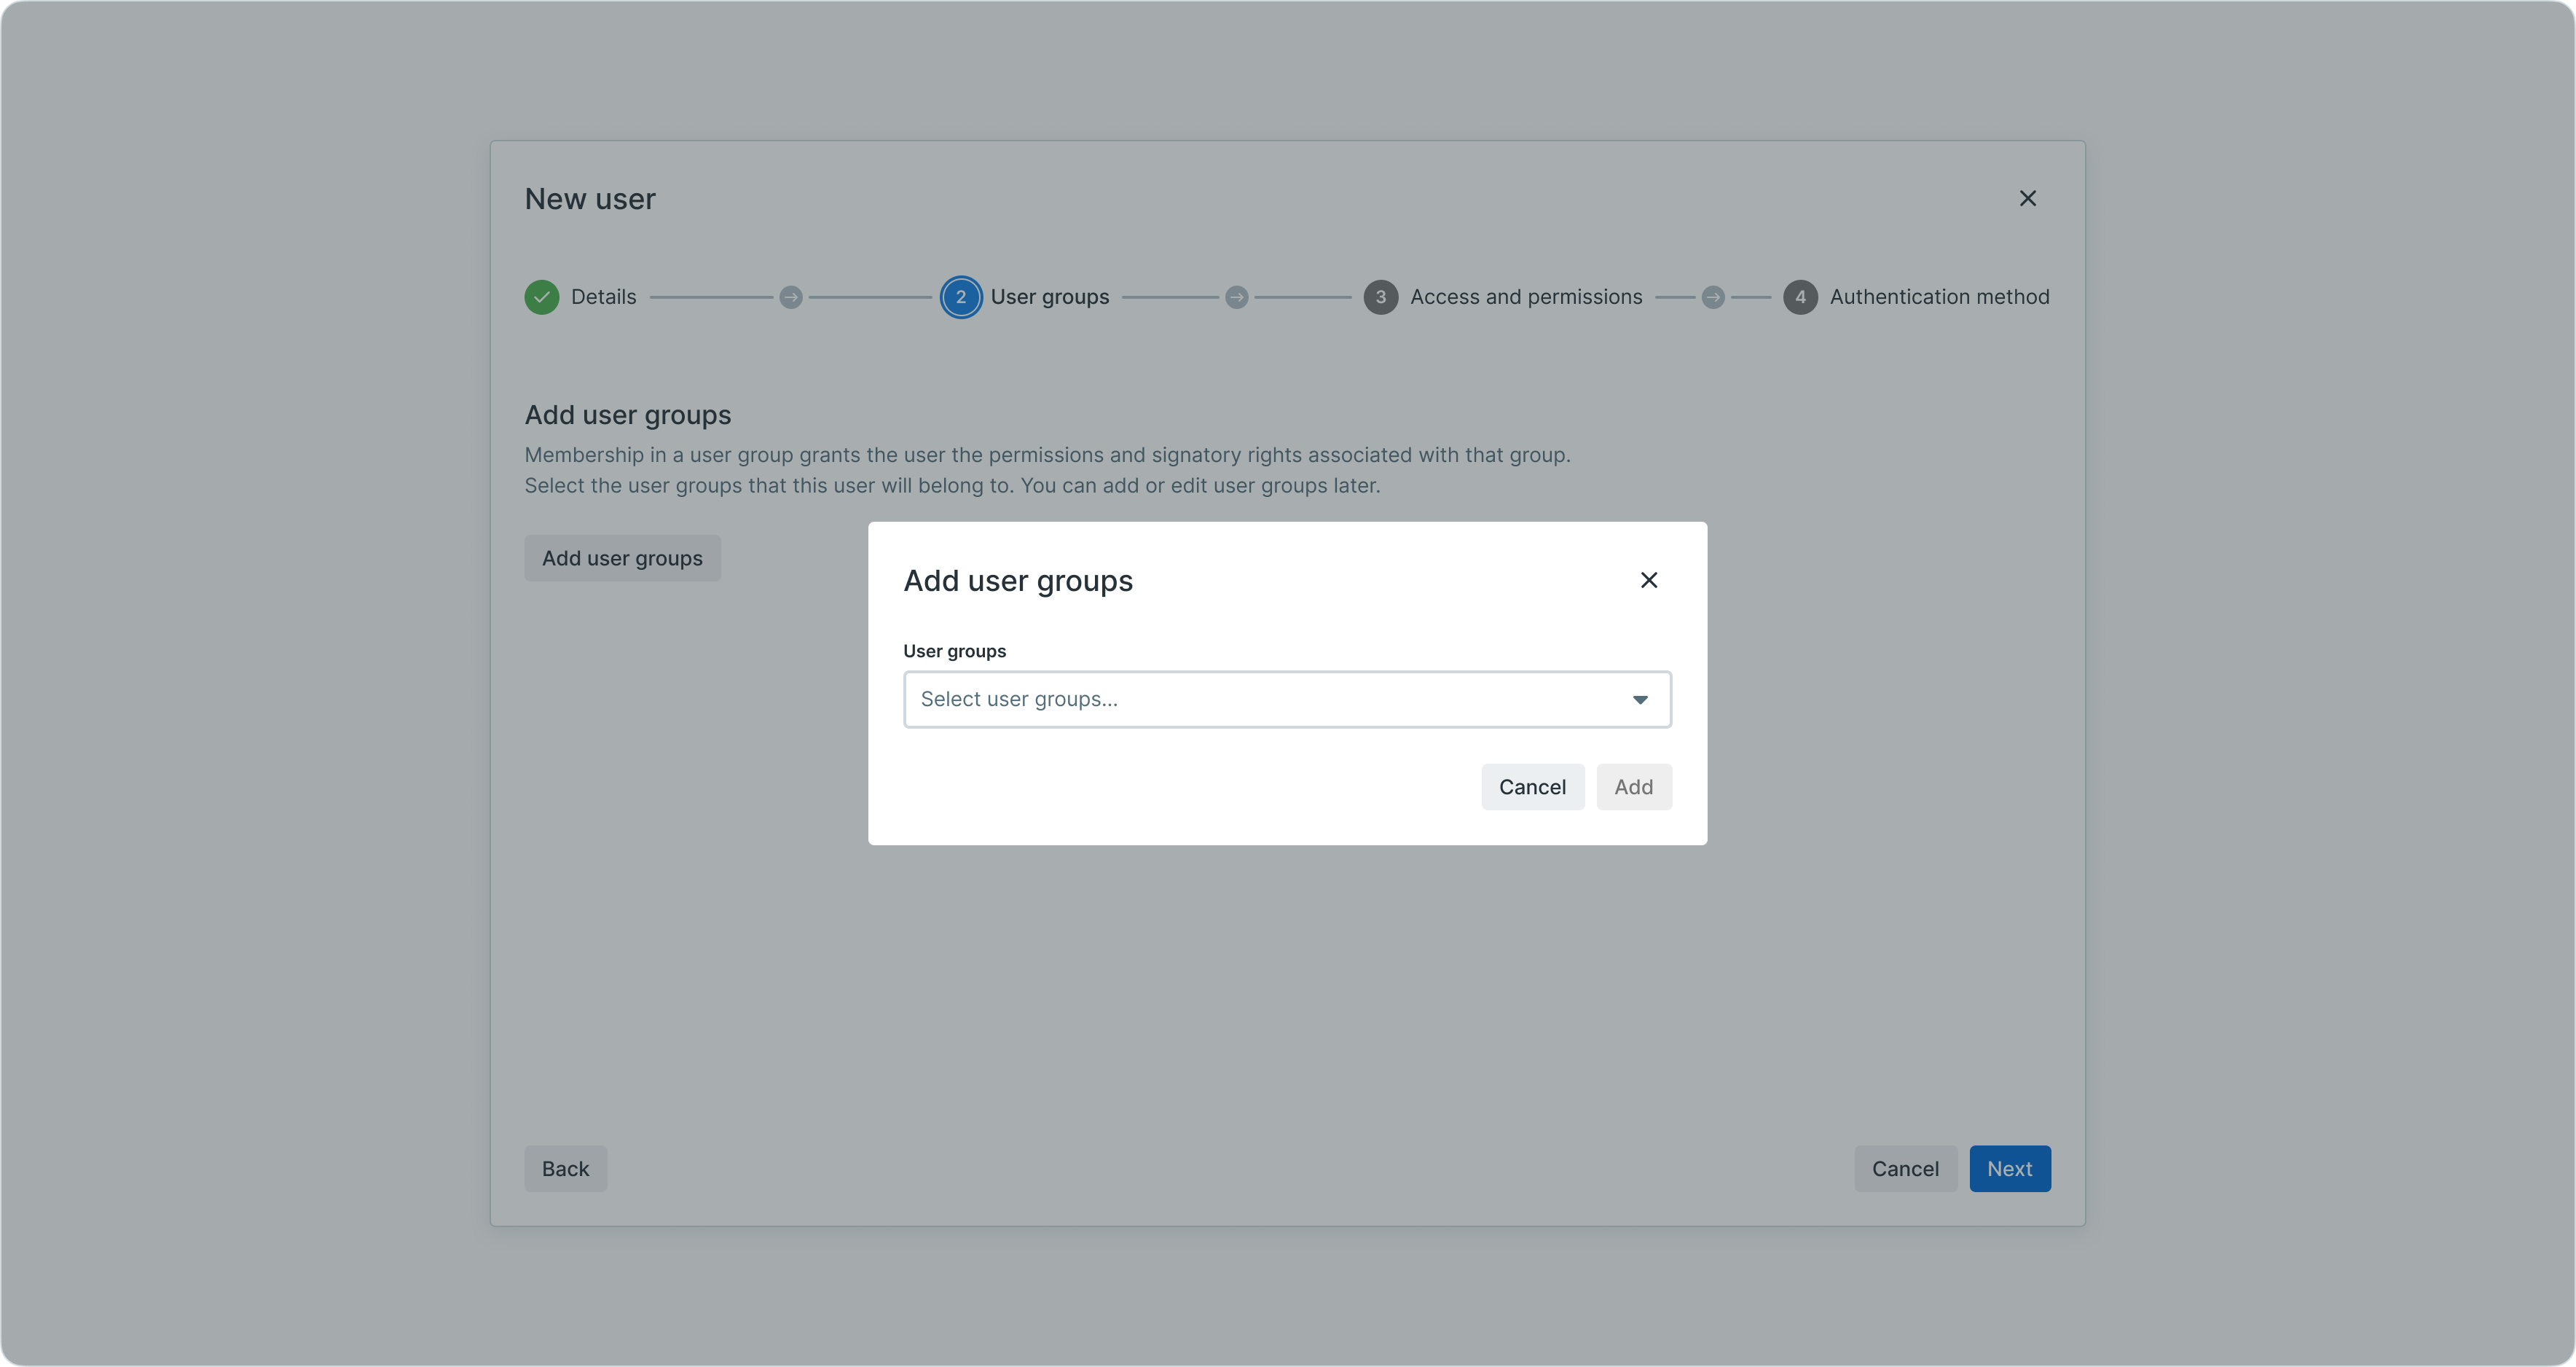 New user
Details
2 User groups
3 Access and permissions
4 Authentication method
Add user groups
Membership in a user group grants the user the permissions and signatory rights associated with that group.
Select the user groups that this user will belong to. You can add or edit user groups later.
Add user groups
Add user groups
User groups
Select user groups...
Cancel
Add
Back
Cancel
Next